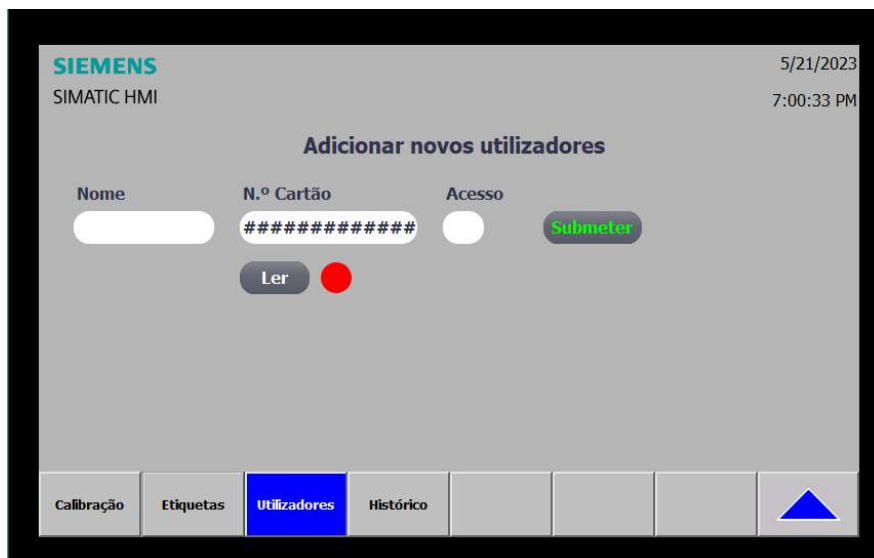 SIEMENS
5/21/2023
SIMATIC HMI
7:00:33 PM
Adicionar novos utilizadores
Nome N.º Cartão Acesso
############# Submeter
Ler
Calibração Etiquetas Utilizadores Histórico